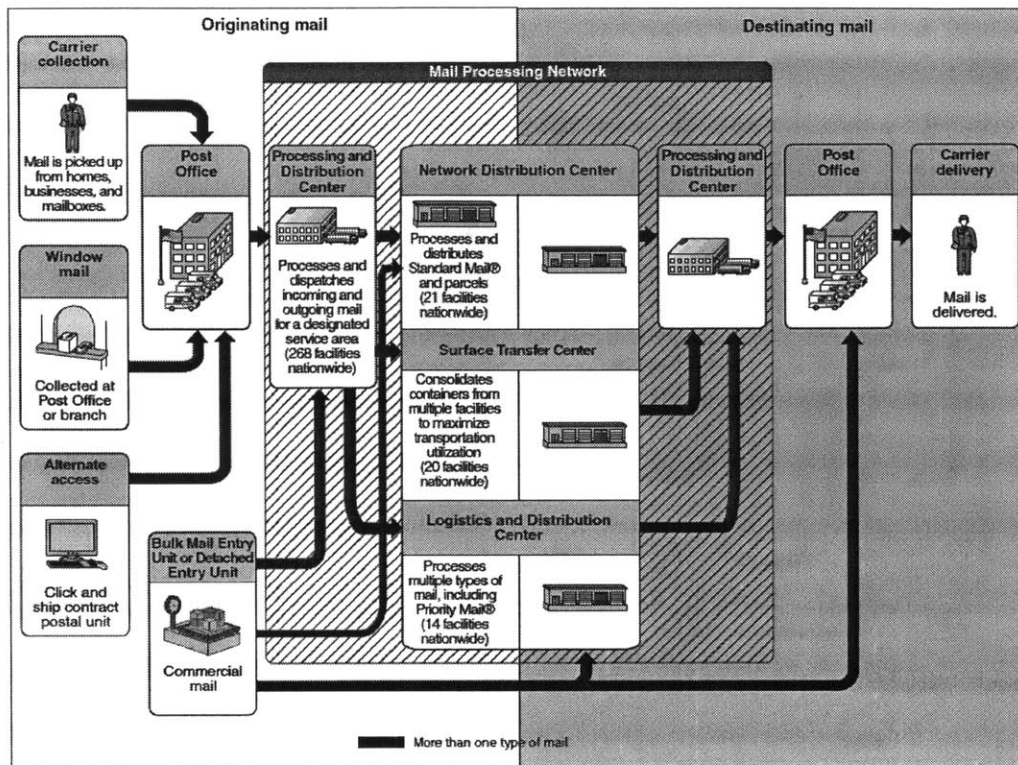 Originating mail
Destinating mail
Carrier
collection
Mail is picked up
from homes,
businesses, and
mailboxes.
Window
mail
Collected at
Post Office
or branch
Alternate
access
Click and
ship contract
postal unit
Post
Office
Mail Processing Network
Processing and
Distribution
Center
Processes and
dispatches
incoming and
outgoing mail
for a designated
service area
(268 facilities
nationwide)
Bulk Mail Entry
Unit or Detached
Entry Unit
Commercial
mail
Network Distribution Center
Processes and
distributes
Standard Mail®
and parcels
(21 facilities
nationwide)
Surface Transfer Center
Consolidates
containers from
multiple facilities
to maximize
transportation
utilization
(20 facilities
nationwide)
Logistics and Distribution
Center
Processes
multiple types of
mail, including
Priority Mail®
(14 facilities
nationwide)
Processing and
Distribution
Center
Post
Office
Carrier
delivery
Mail is
delivered.
More than one type of mail